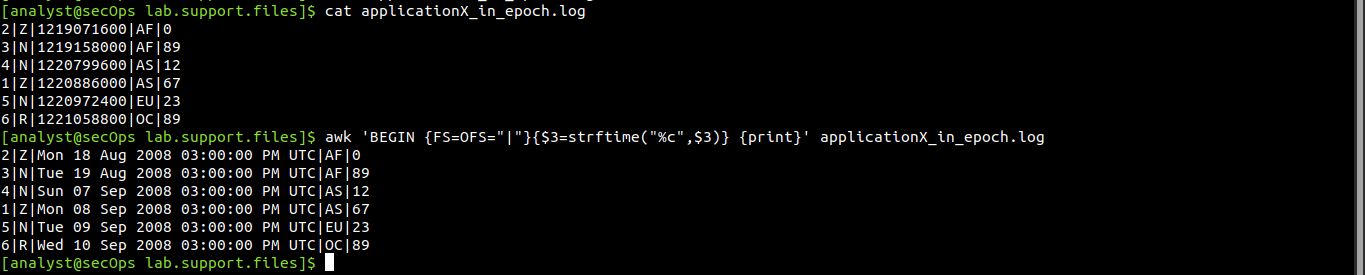 [analyst@secOps lab.support.files]$ cat applicationX_in_epoch.log
2|Z|1219071600|AF|0
3|N|1219158000|AF|89
4|N|1220799600|AS|12
1|Z|1220886000|AS|67
5|N|1220972400|EU|23
6|R|1221058800|OC|89
[analyst@secOps lab.support.files]$ awk 'BEGIN {FS=OFS="|"}{$3=strftime("%c",$3)} {print}' applicationX_in_epoch.log
2|Z|Mon 18 Aug 2008 03:00:00 PM UTC|AF|0
3|N|Tue 19 Aug 2008 03:00:00 PM UTC|AF|89
4|N|Sun 07 Sep 2008 03:00:00 PM UTC|AS|12
1|Z|Mon 08 Sep 2008 03:00:00 PM UTC|AS|67
5|N|Tue 09 Sep 2008 03:00:00 PM UTC|EU|23
6|R|Wed 10 Sep 2008 03:00:00 PM UTC|OC|89
[analyst@secOps lab.support.files]$